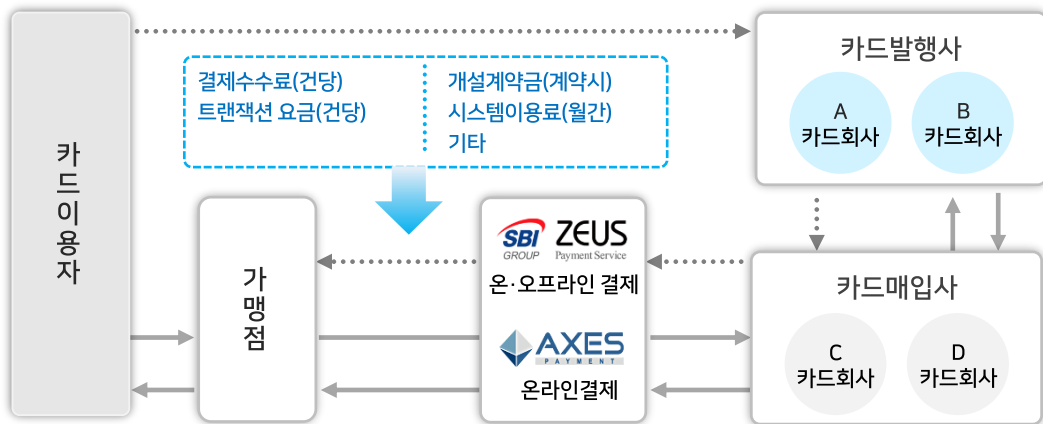 카드이용자
카드발행사
A
카드회사
B
카드회사
결제수수료(건당)
트랜잭션 요금(건당)
개설계약금(계약시)
시스템이용료(월간)
기타
가맹점
SBI
GROUP
ZEUS
Payment Service
온·오프라인 결제
AXES
PAYMENT
온라인결제
카드매입사
C
카드회사
D
카드회사